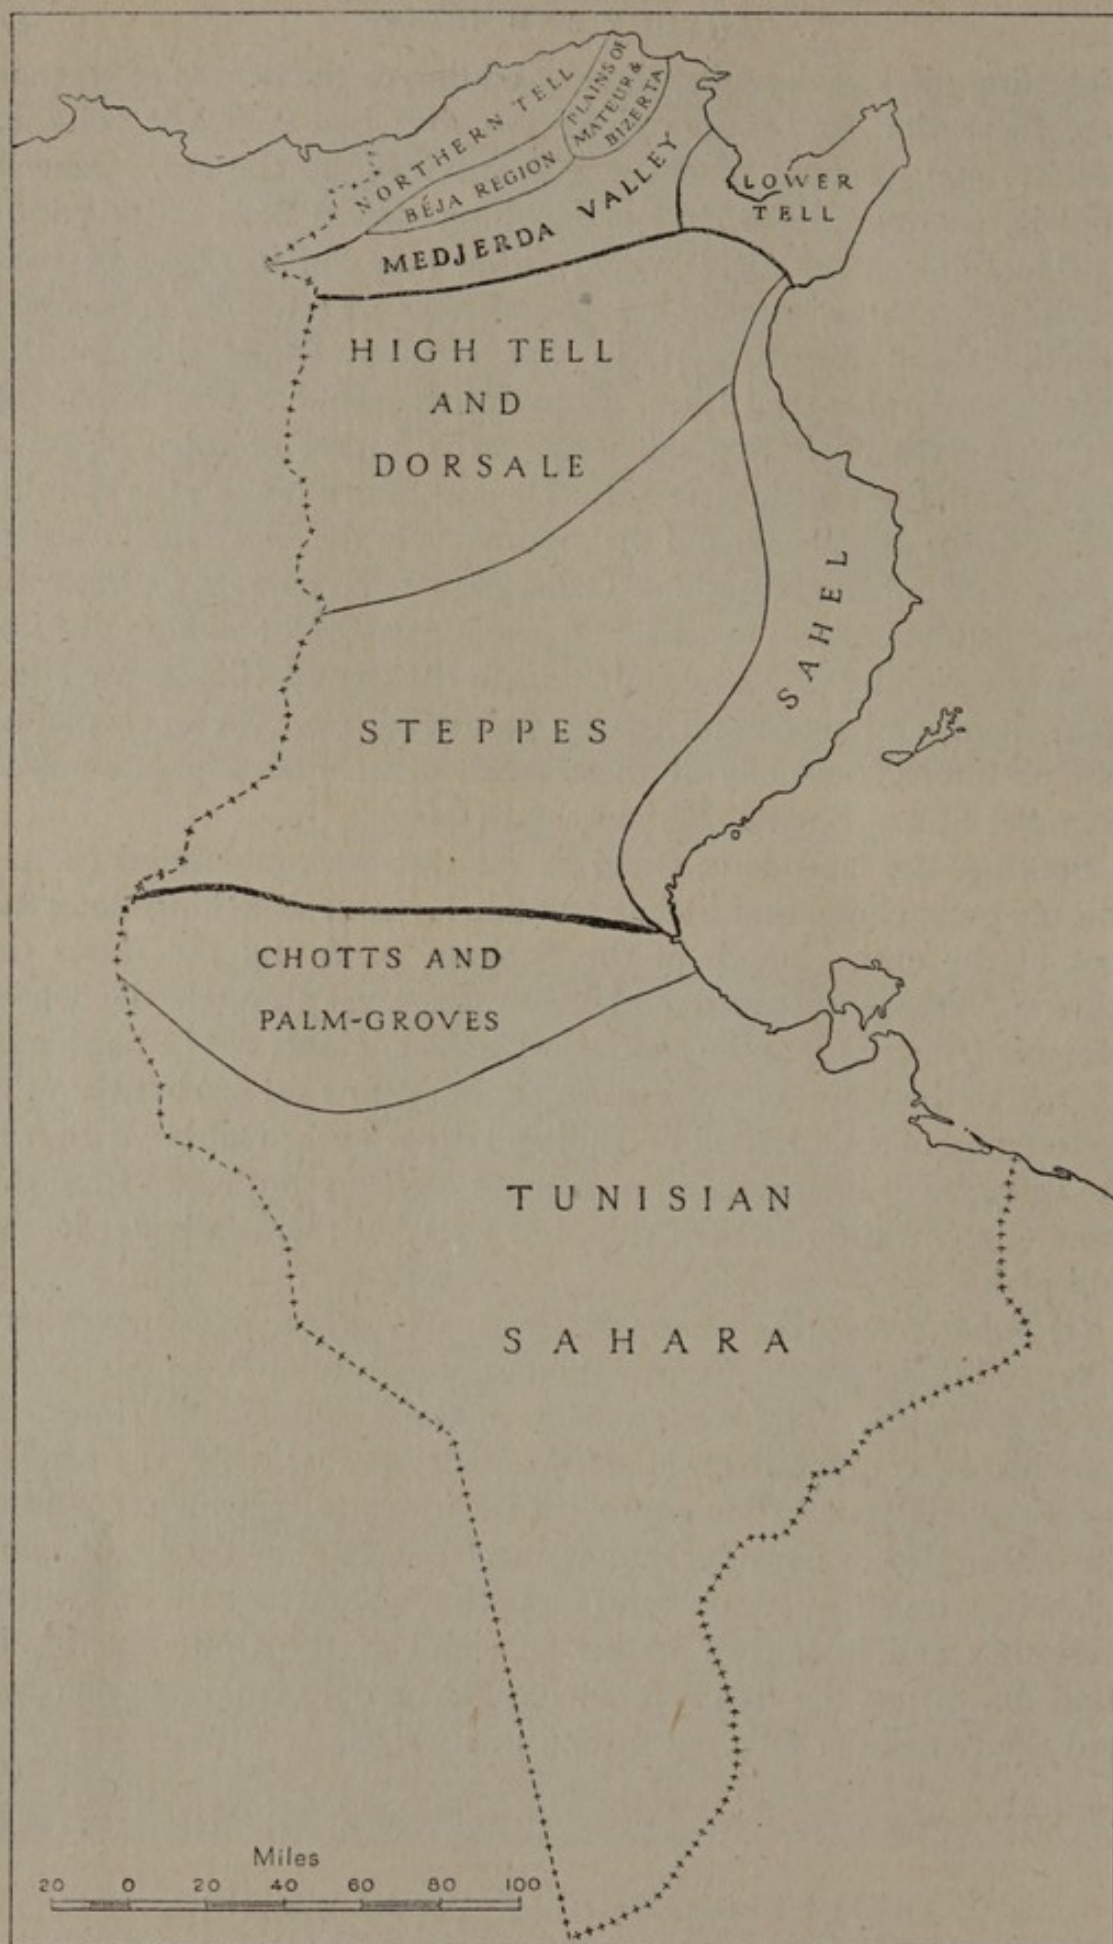 NORTHERN TELL
PLAINS OF
MATEUR &
BIZERTA
BÉJA REGION
MEDJERDA VALLEY
LOWER
TELL
HIGH TELL
AND
DORSALE
SAHEL
STEPPES
CHOTTS AND
PALM-GROVES
TUNISIAN
SAHARA
Miles
20 0 20 40 60 80 100